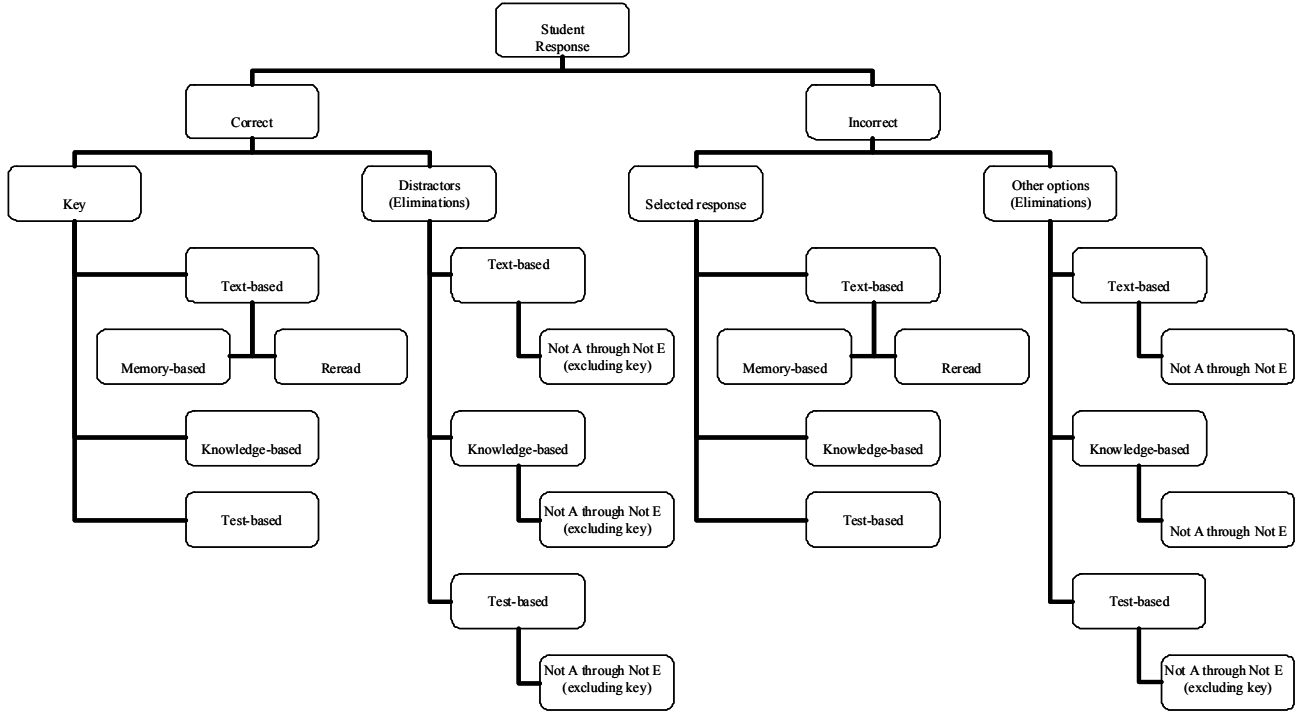 Student
Response
Correct
Incorrect
Key
Distractors
(Eliminations)
Selected response
Other options
(Eliminations)
Text-based
Text-based
Text-based
Text-based
Memory-based
Reread
Not A through Not E
(excluding key)
Memory-based
Reread
Not A through Not E
Knowledge-based
Knowledge-based
Knowledge-based
Knowledge-based
Test-based
Not A through Not E
(excluding key)
Test-based
Not A through Not E
Test-based
Test-based
Not A through Not E
(excluding key)
Not A through Not E
(excluding key)